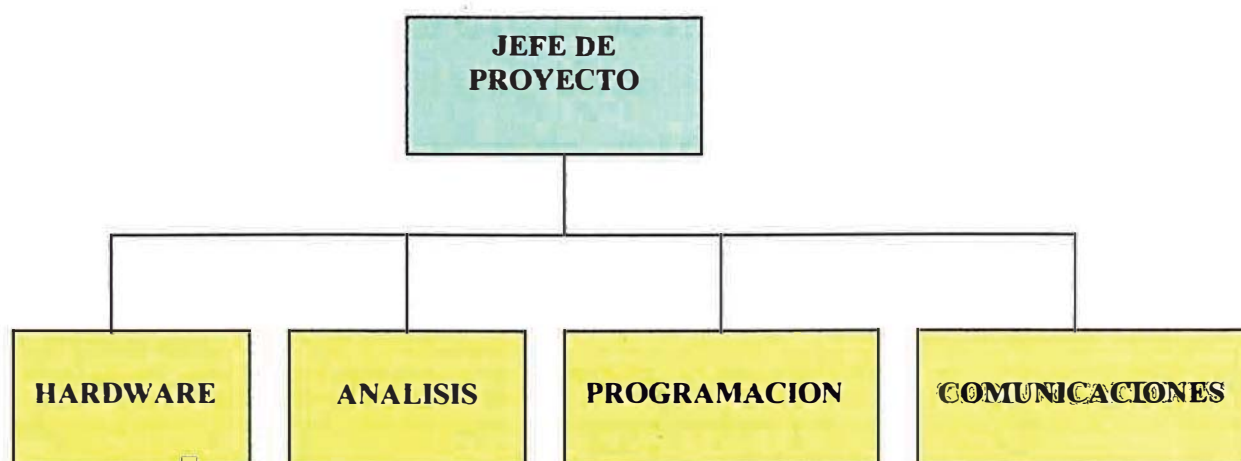 JEFE DE
PROYECTO
HARDWARE
ANALISIS
PROGRAMACION
COMUNICACIONES